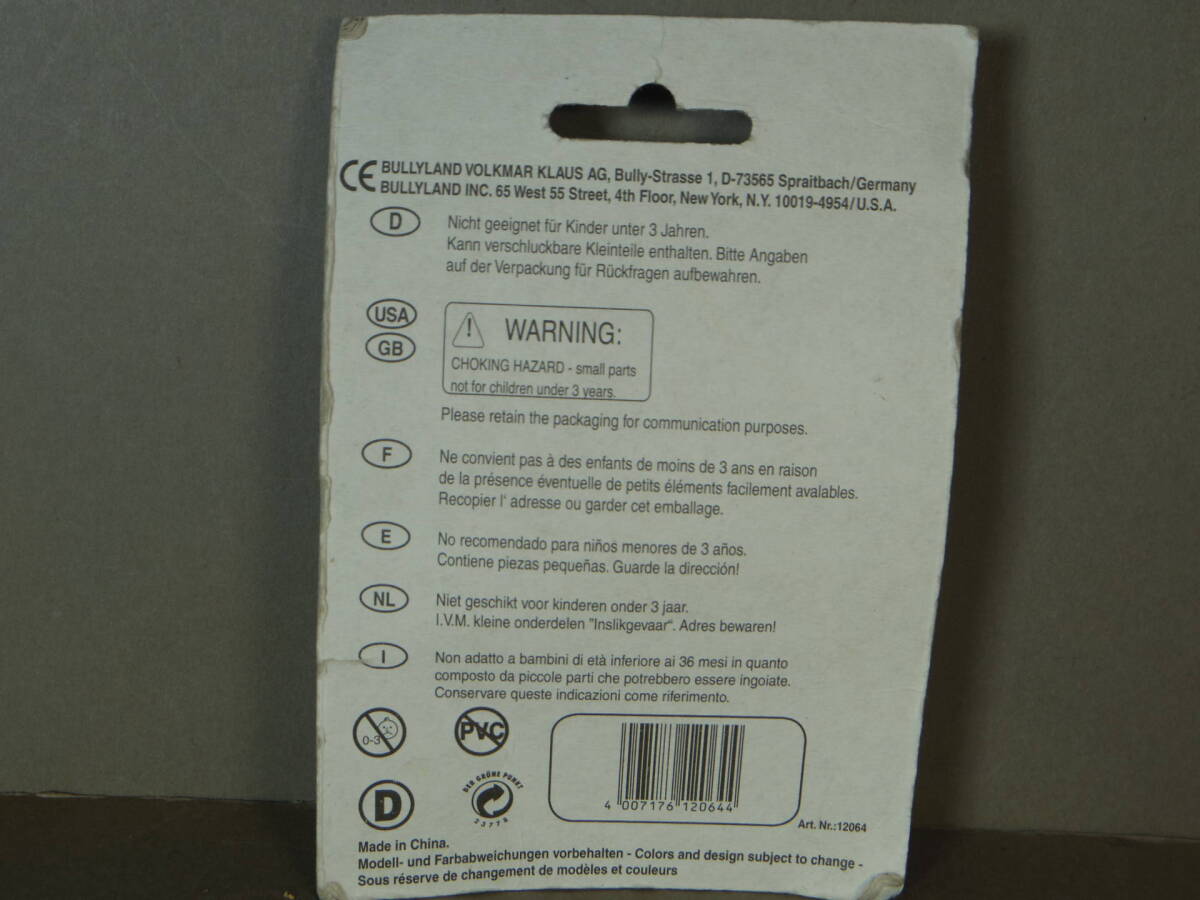 CE BULLYLAND VOLKMAR KLAUS AG, Bully-Strasse 1, D-73565 Spraitbach/Germany
BULLYLAND INC. 65 West 55 Street, 4th Floor, New York, N.Y. 10019-4954/U.S.A.
D
Nicht geeignet für Kinder unter 3 Jahren.
Kann verschluckbare Kleinteile enthalten. Bitte Angaben
auf der Verpackung für Rückfragen aufbewahren.
USA
GB
WARNING:
CHOKING HAZARD - small parts
not for children under 3 years.
Please retain the packaging for communication purposes.
F
Ne convient pas à des enfants de moins de 3 ans en raison
de la présence éventuelle de petits éléments facilement avalables.
Recopier l' adresse ou garder cet emballage.
E
No recomendado para niños menores de 3 años.
Contiene piezas pequeñas. Guarde la dirección!
NL
Niet geschikt voor kinderen onder 3 jaar.
I.V.M. kleine onderdelen "Inslikgevaar". Adres bewaren!
I
Non adatto a bambini di età inferiore ai 36 mesi in quanto
composto da piccole parti che potrebbero essere ingoiate.
Conservare queste indicazioni come riferimento.
0-3
PVC
D
DER GRÜNE PUNKT
23778
4 007176 120644
Art. Nr.:12064
Made in China.
Modell- und Farbabweichungen vorbehalten - Colors and design subject to change -
Sous réserve de changement de modèles et couleurs